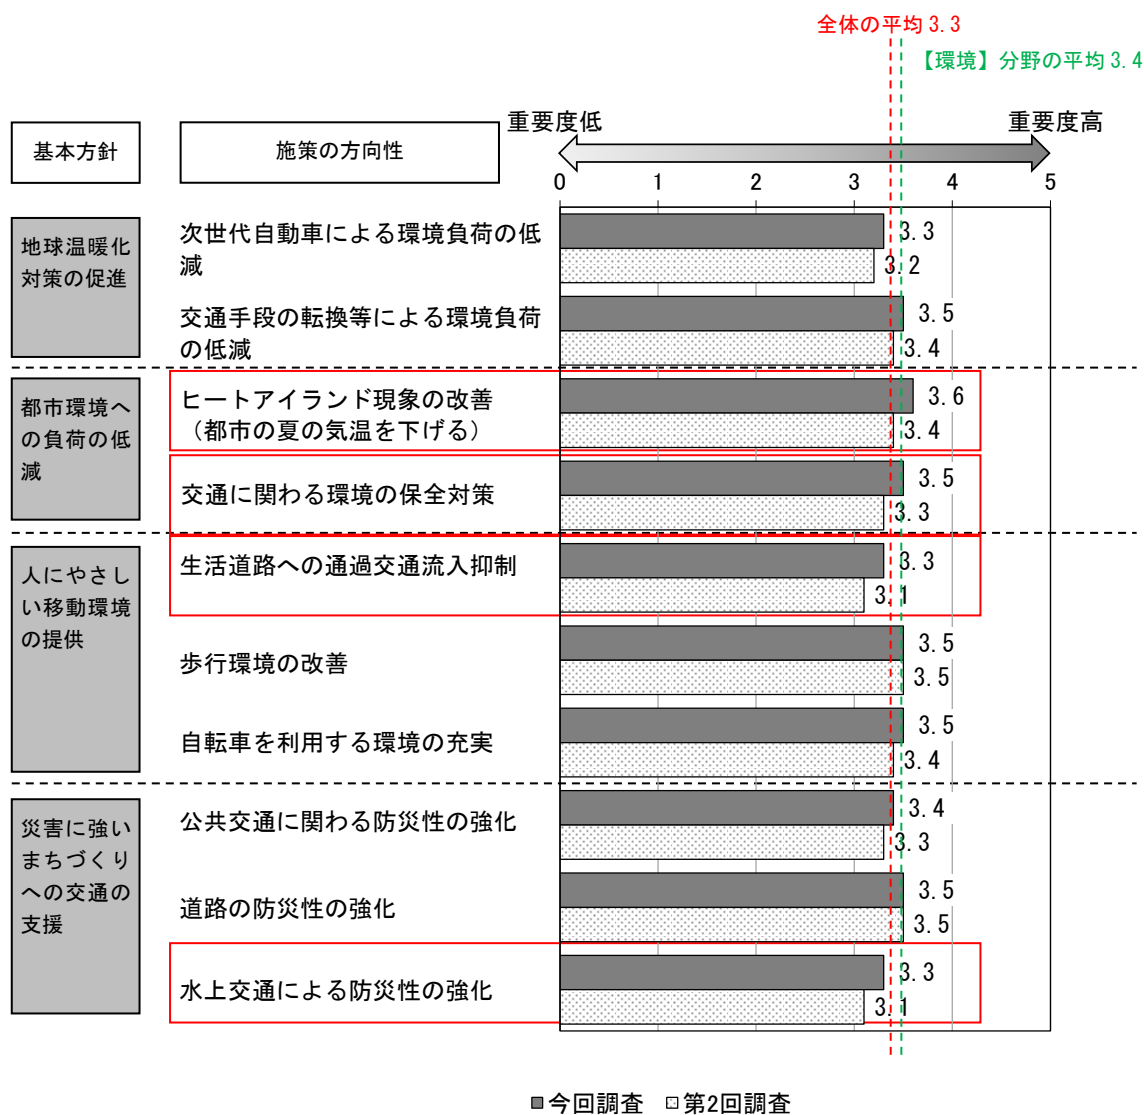 全体の平均3.3
【環境】分野の平均3.4
重要度低
重要度高
基本方針
施策の方向性
0 1 2 3 4 5
地球温暖化
対策の促進
次世代自動車による環境負荷の低
減
3.3
3.2
交通手段の転換等による環境負荷
の低減
3.5
3.4
都市環境へ
の負荷の低
減
ヒートアイランド現象の改善
（都市の夏の気温を下げる）
3.6
3.4
交通に関わる環境の保全対策
3.5
3.3
人にやさし
い移動環境
の提供
生活道路への通過交通流入抑制
3.3
3.1
歩行環境の改善
3.5
3.5
自転車を利用する環境の充実
3.5
3.4
災害に強い
まちづくり
への交通の
支援
公共交通に関わる防災性の強化
3.4
3.3
道路の防災性の強化
3.5
3.5
水上交通による防災性の強化
3.3
3.1
今回調査 第2回調査